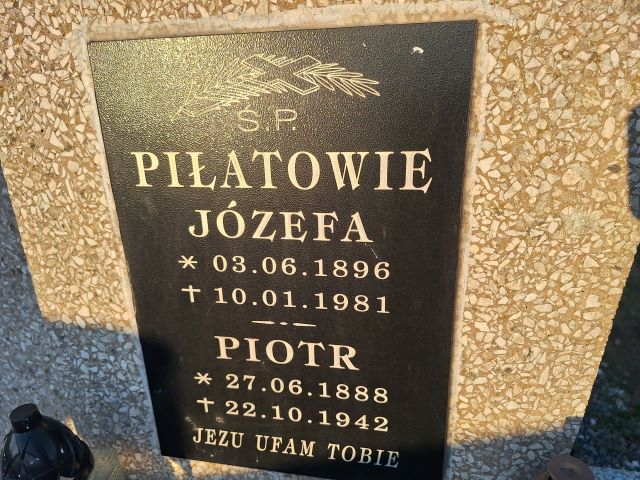 Ś.P.
PIŁATOWIE
JÓZEFA
* 03.06.1896
† 10.01.1981
PIOTR
* 27.06.1888
† 22.10.1942
JEZU UFAM TOBIE